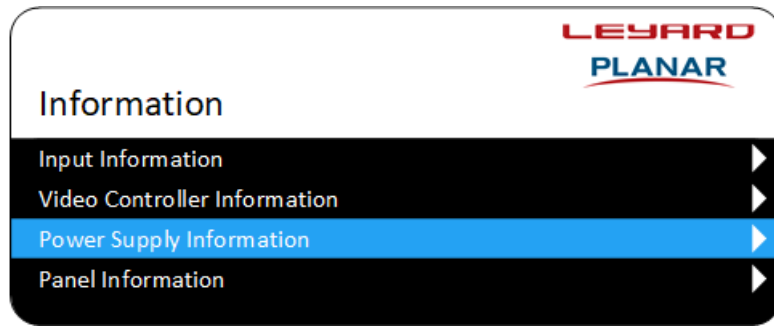 LEYARD
PLANAR
Information
Input Information
Video Controller Information
Power Supply Information
Panel Information